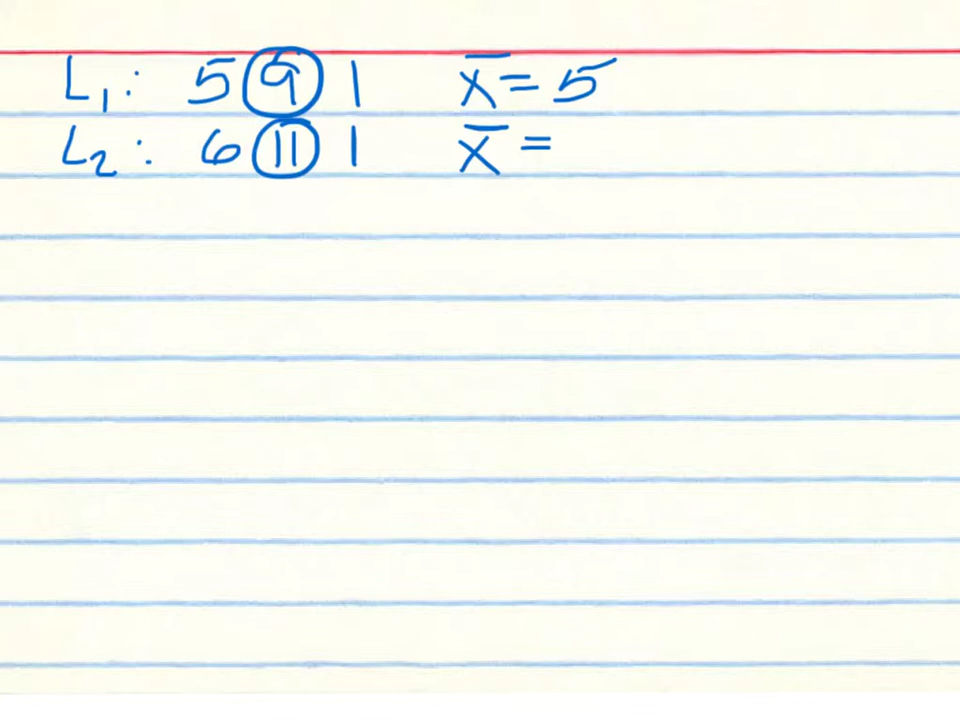 L₁: 5 9 1 x̄ = 5
L₂: 6 11 1 x̄ =